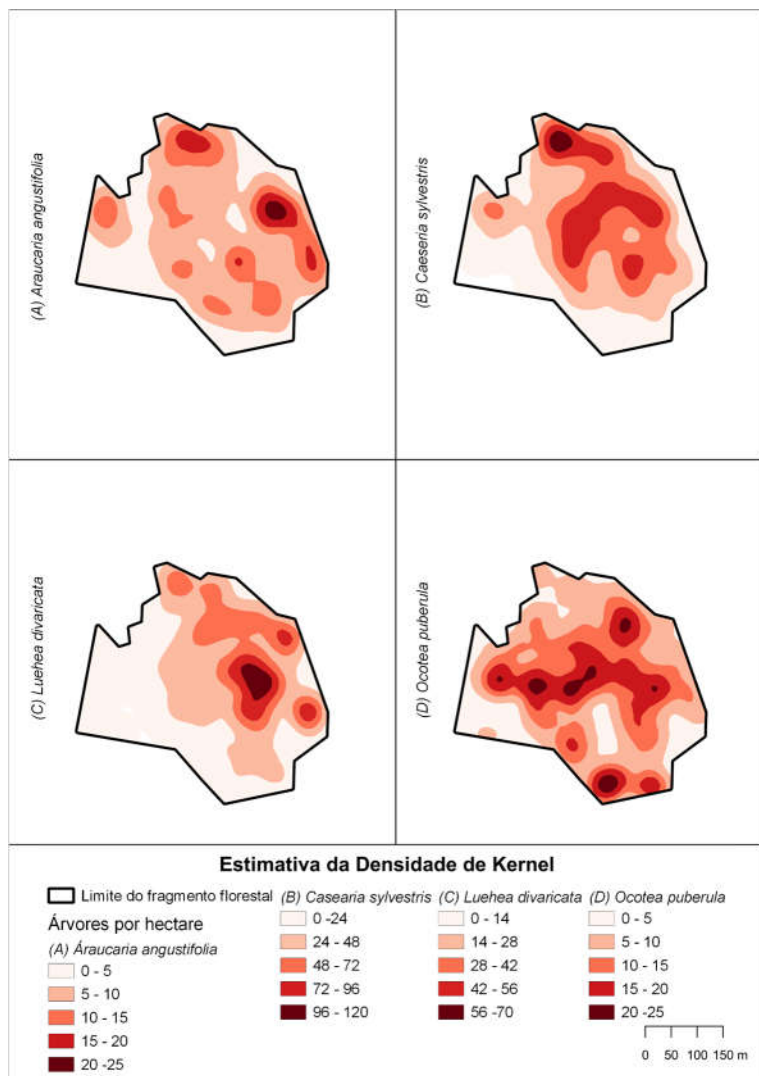 (A) Araucaria angustifolia
(B) Caeseria sylvestris
(C) Luehea divaricata
(D) Ocotea puberula
Estimativa da Densidade de Kernel
Limite do fragmento florestal
Árvores por hectare
(A) Áraucaria angustifolia
0 - 5
5 - 10
10 - 15
15 - 20
20 -25
(B) Casearia sylvestris
0 -24
24 - 48
48 - 72
72 - 96
96 - 120
(C) Luehea divaricata
0 - 14
14 - 28
28 - 42
42 - 56
56 -70
(D) Ocotea puberula
0 - 5
5 - 10
10 - 15
15 - 20
20 - 25
0 50 100 150 m